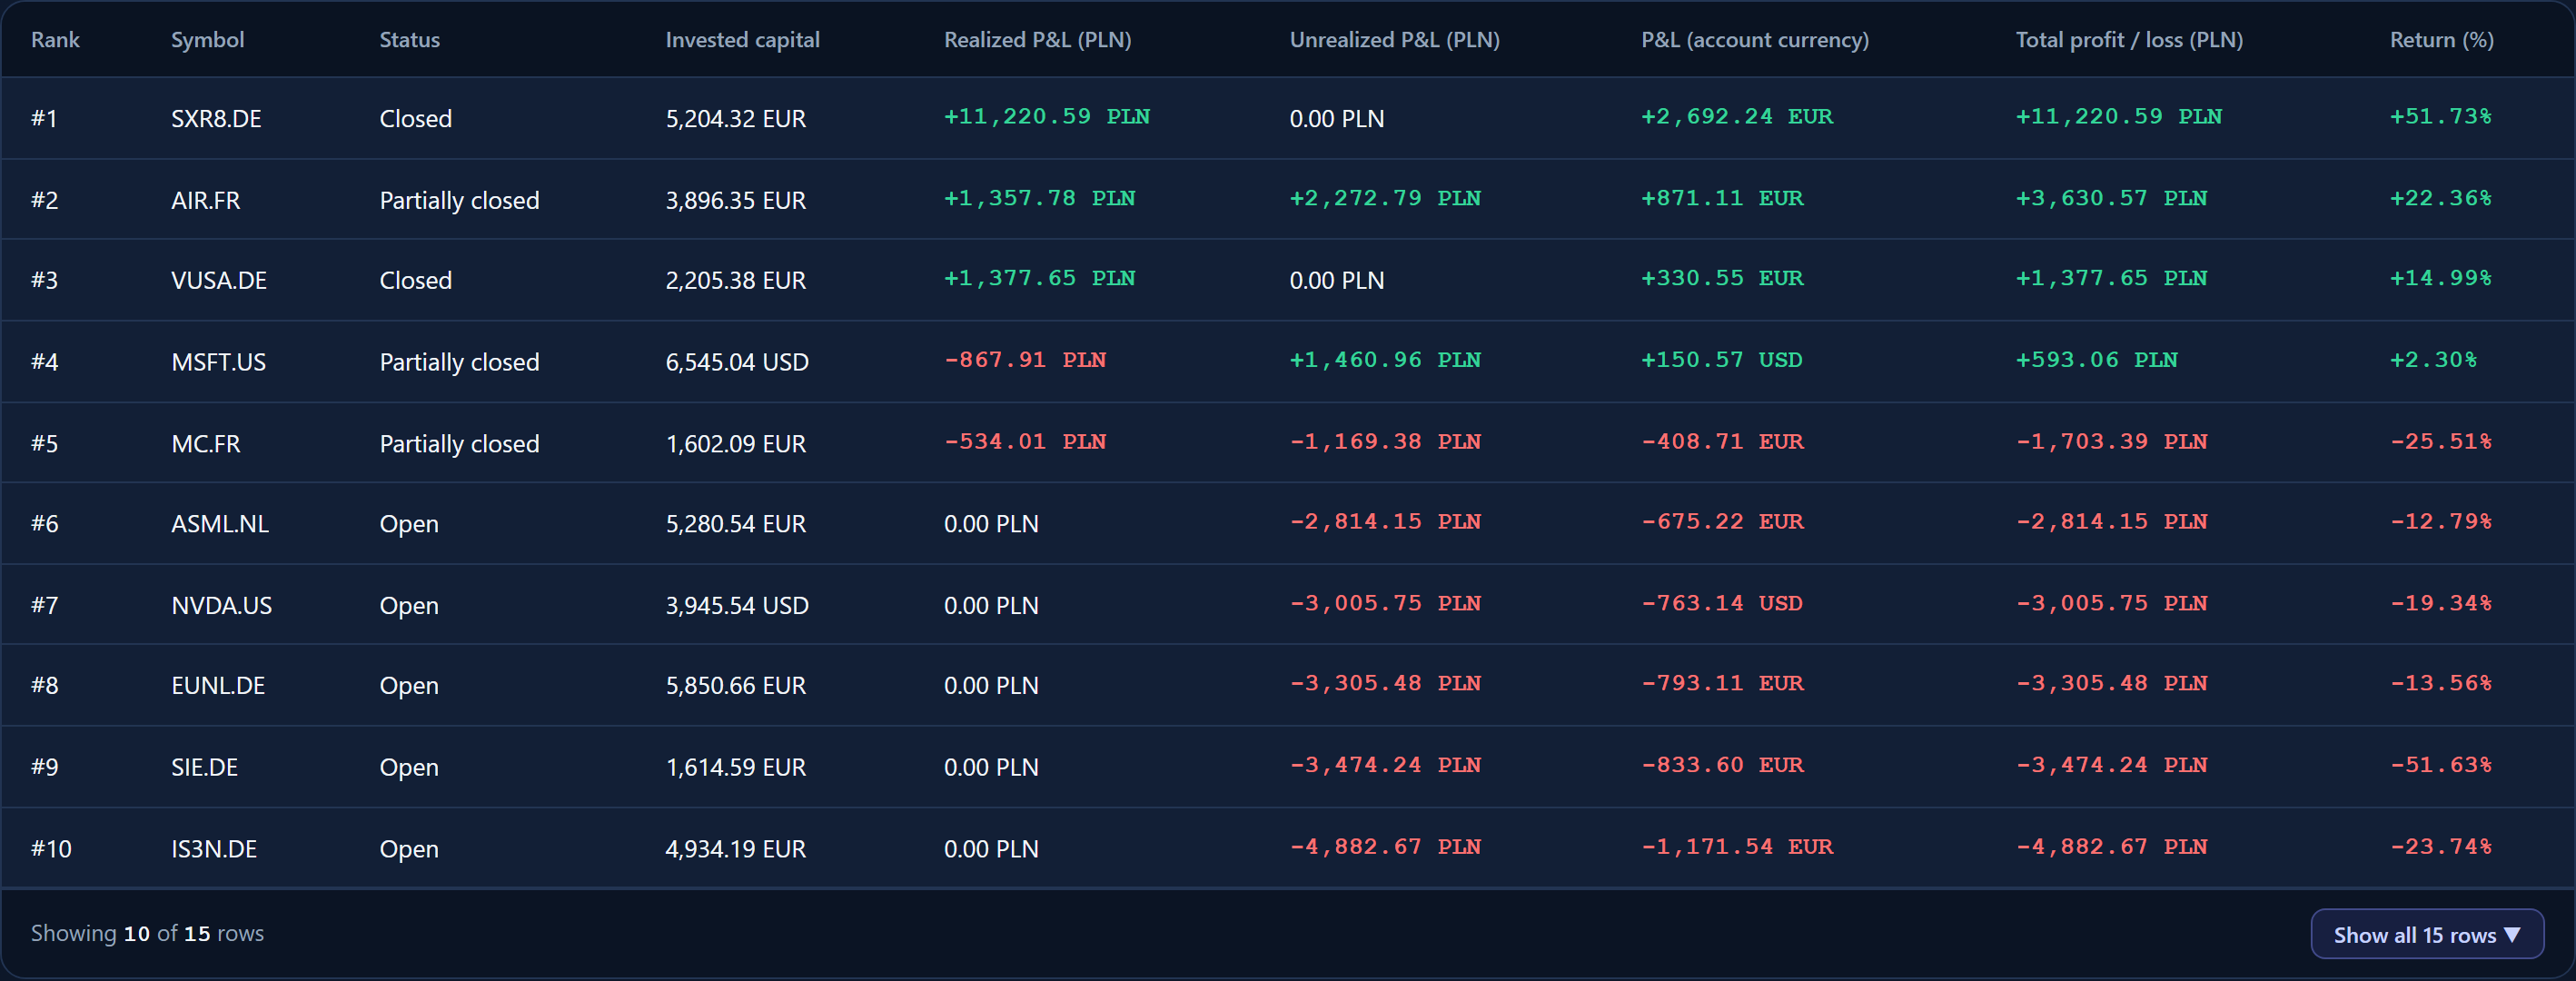 Rank Symbol Status Invested capital Realized P&L (PLN) Unrealized P&L (PLN) P&L (account currency) Total profit / loss (PLN) Return (%)
#1 SXR8.DE Closed 5,204.32 EUR +11,220.59 PLN 0.00 PLN +2,692.24 EUR +11,220.59 PLN +51.73%
#2 AIR.FR Partially closed 3,896.35 EUR +1,357.78 PLN +2,272.79 PLN +871.11 EUR +3,630.57 PLN +22.36%
#3 VUSA.DE Closed 2,205.38 EUR +1,377.65 PLN 0.00 PLN +330.55 EUR +1,377.65 PLN +14.99%
#4 MSFT.US Partially closed 6,545.04 USD -867.91 PLN +1,460.96 PLN +150.57 USD +593.06 PLN +2.30%
#5 MC.FR Partially closed 1,602.09 EUR -534.01 PLN -1,169.38 PLN -408.71 EUR -1,703.39 PLN -25.51%
#6 ASML.NL Open 5,280.54 EUR 0.00 PLN -2,814.15 PLN -675.22 EUR -2,814.15 PLN -12.79%
#7 NVDA.US Open 3,945.54 USD 0.00 PLN -3,005.75 PLN -763.14 USD -3,005.75 PLN -19.34%
#8 EUNL.DE Open 5,850.66 EUR 0.00 PLN -3,305.48 PLN -793.11 EUR -3,305.48 PLN -13.56%
#9 SIE.DE Open 1,614.59 EUR 0.00 PLN -3,474.24 PLN -833.60 EUR -3,474.24 PLN -51.63%
#10 IS3N.DE Open 4,934.19 EUR 0.00 PLN -4,882.67 PLN -1,171.54 EUR -4,882.67 PLN -23.74%
Showing 10 of 15 rows Show all 15 rows ▼